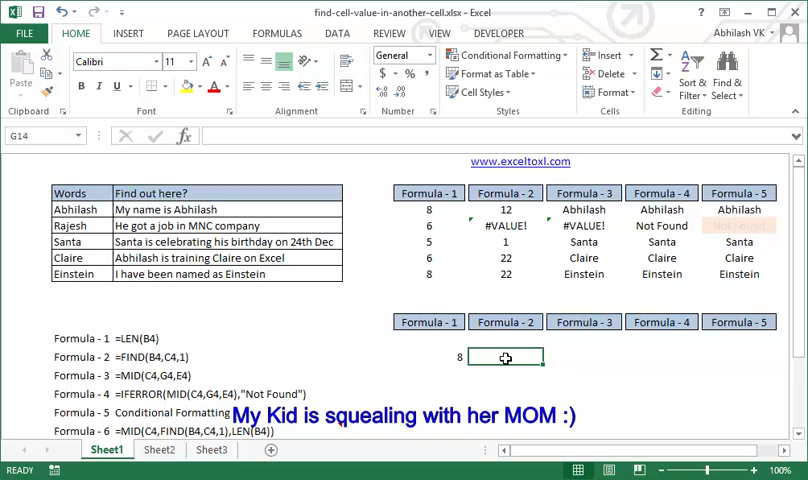 find-cell-value-in-another-cell.xlsx - Excel
FILE HOME INSERT PAGE LAYOUT FORMULAS DATA REVIEW VIEW DEVELOPER Abhilash VK
Paste Calibri 11 General Conditional Formatting Insert
Format as Table Delete Sort & Filter Find & Select
Cell Styles Format
Clipboard Font Alignment Number Styles Cells Editing
G14
www.exceltoxl.com
Words Find out here? Formula - 1 Formula - 2 Formula - 3 Formula - 4 Formula - 5
Abhilash My name is Abhilash 8 12 Abhilash Abhilash Abhilash
Rajesh He got a job in MNC company 6 #VALUE! #VALUE! Not Found Not Found
Santa Santa is celebrating his birthday on 24th Dec 5 1 Santa Santa Santa
Claire Abhilash is training Claire on Excel 6 22 Claire Claire Claire
Einstein I have been named as Einstein 8 22 Einstein Einstein Einstein
Formula - 1 Formula - 2 Formula - 3 Formula - 4 Formula - 5
Formula - 1 =LEN(B4)
Formula - 2 =FIND(B4,C4,1) 8
Formula - 3 =MID(C4,G4,E4)
Formula - 4 =IFERROR(MID(C4,G4,E4),"Not Found")
Formula - 5 Conditional Formatting
My Kid is squealing with her MOM :)
Formula - 6 =MID(C4,FIND(B4,C4,1),LEN(B4))
Sheet1 Sheet2 Sheet3
READY 100%